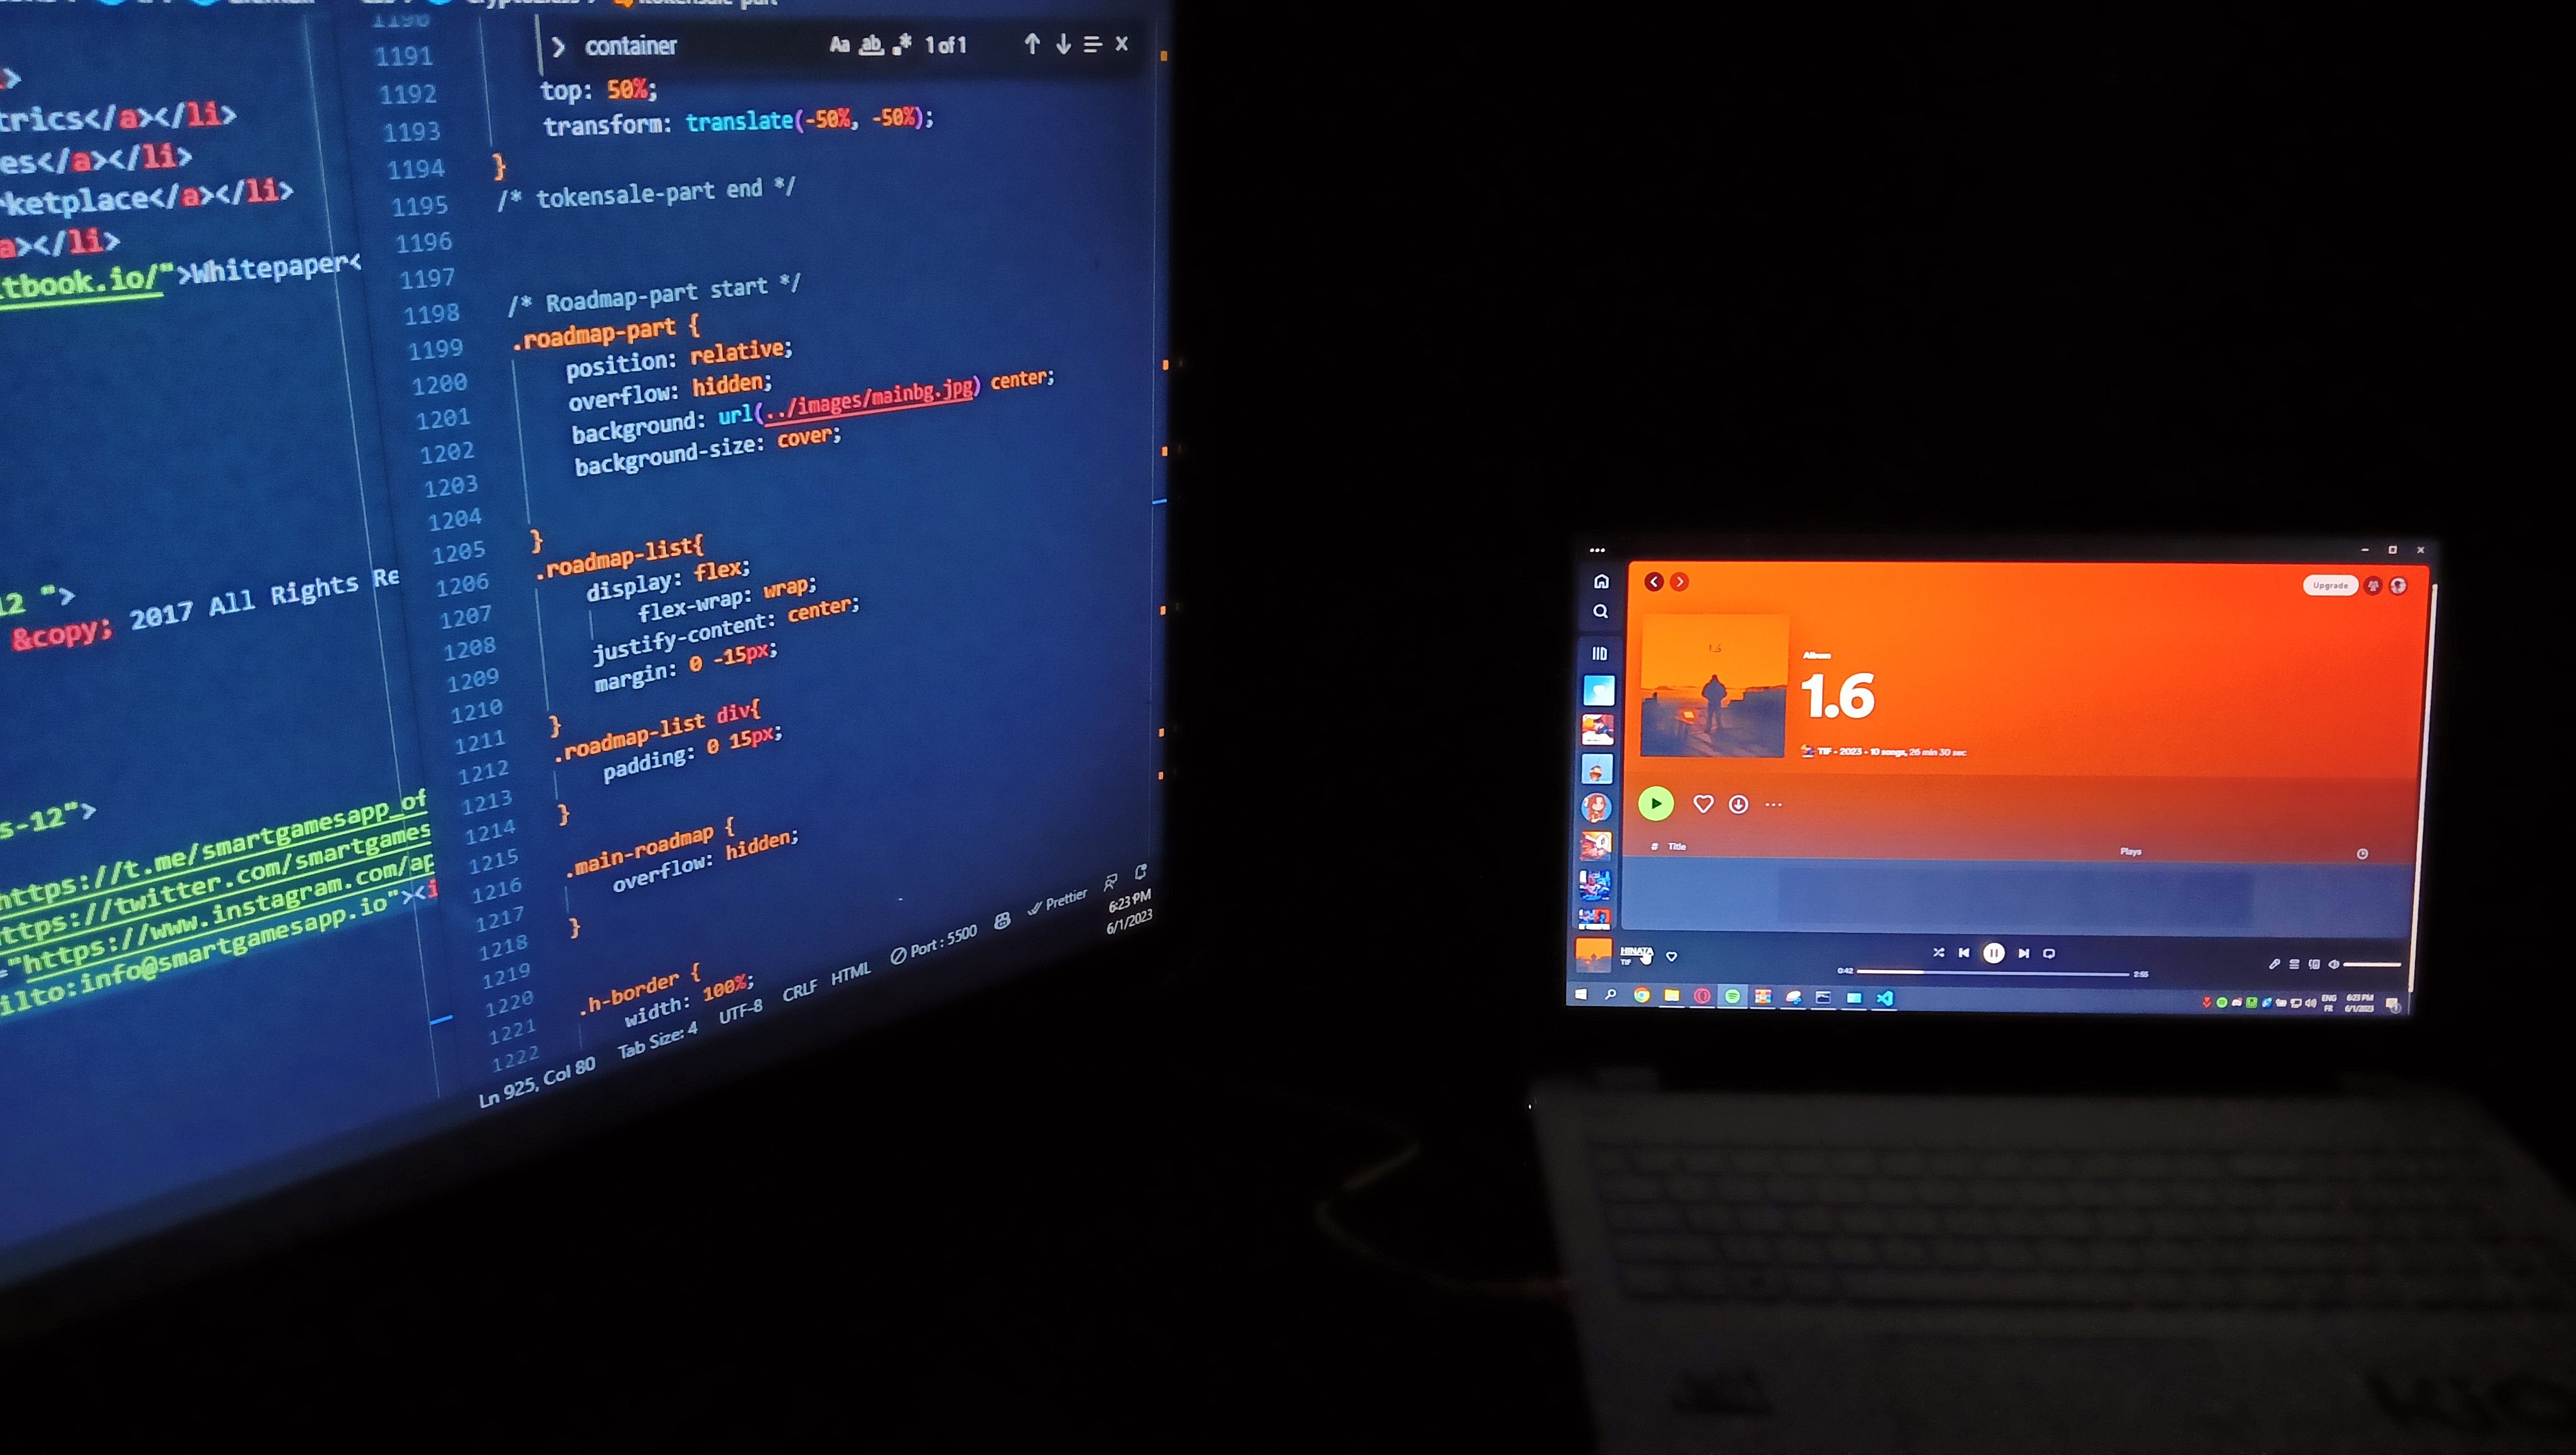 trics</a></li>
es</a></li>
ketplace</a></li>
a></li>
tbook.io/">Whitepaper<
12 ">
&copy; 2017 All Rights Re
s-12">
https://t.me/smartgamesapp_of
ttps://twitter.com/smartgames
="https://www.instagram.com/ap
ilto:info@smartgamesapp.io"><i
1190
container Aa ab 1 of 1
1191
1192 top: 50%;
1193 transform: translate(-50%, -50%);
1194 }
1195 /* tokensale-part end */
1196
1197
1198 /* Roadmap-part start */
1199 .roadmap-part {
1200 position: relative;
1201 overflow: hidden;
1202 background: url(../images/mainbg.jpg) center;
1203 background-size: cover;
1204
1205 }
1206 .roadmap-list{
1207 display: flex;
1208 flex-wrap: wrap;
1209 justify-content: center;
1210 margin: 0 -15px;
1211 }
1212 .roadmap-list div{
1213 padding: 0 15px;
1214 }
1215 .main-roadmap {
1216 overflow: hidden;
1217 }
1218
1219
1220 .h-border {
1221 width: 100%;
1222
Ln 925, Col 80 Tab Size: 4 UTF-8 CRLF HTML Port : 5500 Prettier
6:23 PM
6/1/2023
Upgrade
1.6
Album
1.6
TIF • 2023 • 10 songs, 26 min 30 sec
# Title Plays
HINATA
TIF
0:42 2:55
ENG
FR
6:23 PM
6/1/2023